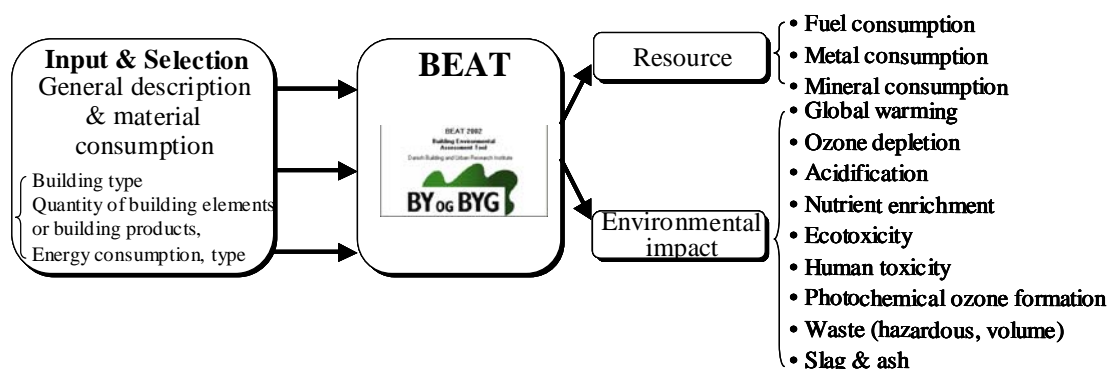 Input & Selection
General description
& material
consumption
Building type
Quantity of building elements
or building products,
Energy consumption, type
BEAT
BEAT 2002
Building Environmental
Assessment Tool
Danish Building and Urban Research Institute
BY OG BYG
Resource
• Fuel consumption
• Metal consumption
• Mineral consumption
Environmental
impact
• Global warming
• Ozone depletion
• Acidification
• Nutrient enrichment
• Ecotoxicity
• Human toxicity
• Photochemical ozone formation
• Waste (hazardous, volume)
• Slag & ash